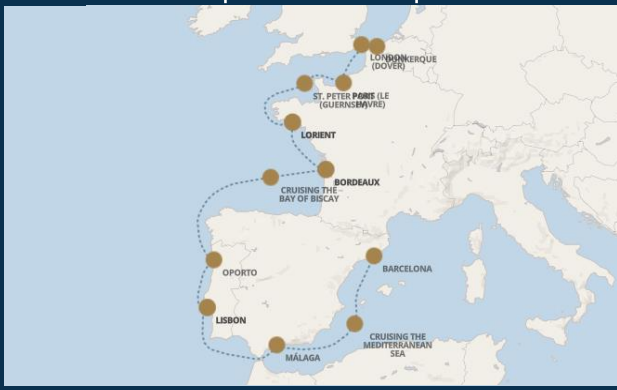 LONDON
(DOVER)
DUNKERQUE
ST. PETER PORT
(GUERNSEY)
PARIS (LE
HAVRE)
LORIENT
BORDEAUX
CRUISING THE
BAY OF BISCAY
OPORTO
BARCELONA
LISBON
CRUISING THE
MEDITERRANEAN
SEA
MÁLAGA